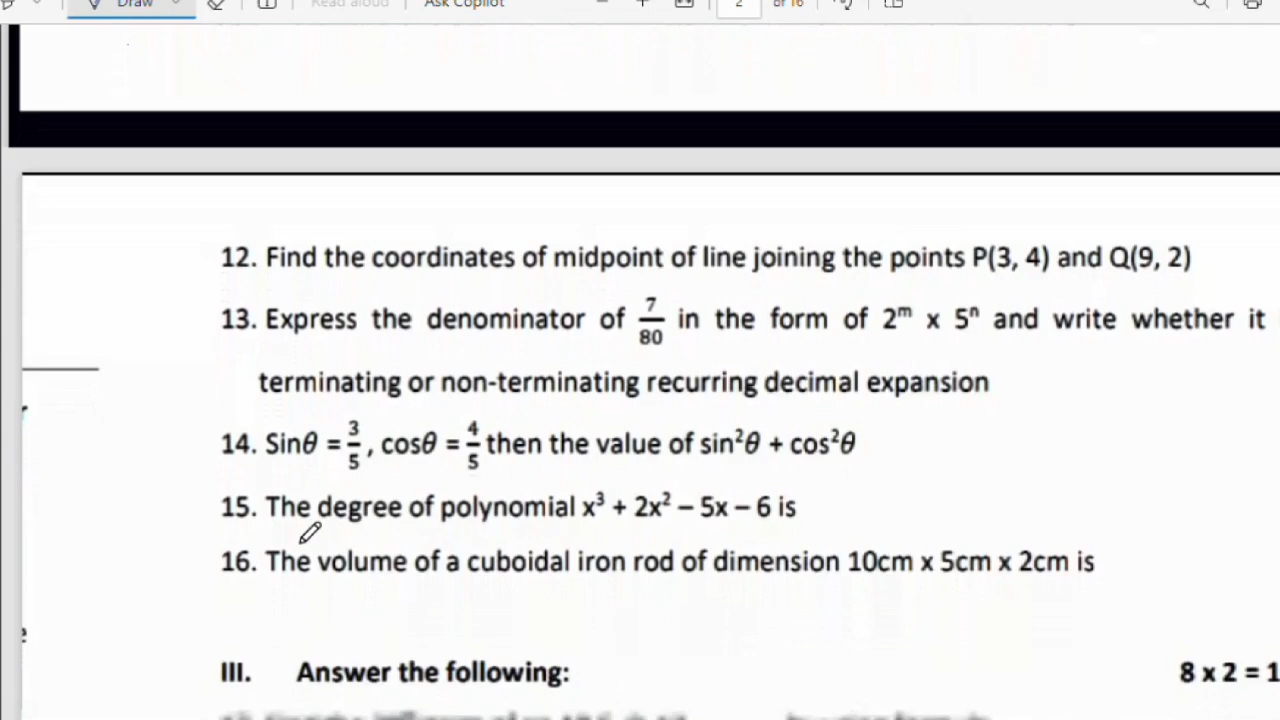 Draw
Read aloud
Ask Copilot
2
of 16
12. Find the coordinates of midpoint of line joining the points P(3, 4) and Q(9, 2)
13. Express the denominator of 7/80 in the form of 2ᵐ x 5ⁿ and write whether it
terminating or non-terminating recurring decimal expansion
14. Sinθ = 3/5 , cosθ = 4/5 then the value of sin²θ + cos²θ
15. The degree of polynomial x³ + 2x² – 5x – 6 is
16. The volume of a cuboidal iron rod of dimension 10cm x 5cm x 2cm is
III. Answer the following: 8 x 2 = 1